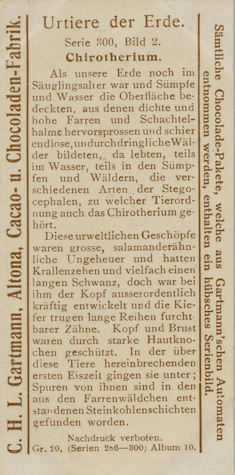 C. H. L. Gartmann, Altona, Cacao- u. Chocoladen-Fabrik.
Urtiere der Erde.
Serie 300, Bild 2.
Chirotherium.
Als unsere Erde noch im
Säuglingsalter war und Sümpfe
und Wasser die Oberfläche be-
deckten, aus denen dichte und
hohe Farren und Schachtel-
halme hervorsprossen und schier
endlose, undurchdringliche Wäl-
der bildeten, da lebten, teils
im Wasser, teils in den Süm-
pfen und Wäldern, die ver-
schiedenen Arten der Stego-
cephalen, zu welcher Tierord-
nung auch das Chirotherium ge-
hört.
Diese urweltlichen Geschöpfe
waren grosse, salamanderähn-
liche Ungeheuer und hatten
Krallenzehen und vielfach einen
langen Schwanz, doch war bei
ihm der Kopf ausserordentlich
kräftig entwickelt und die Kie-
fer trugen lange Reihen furcht-
barer Zähne. Kopf und Brust
waren durch starke Hautkno-
chen geschützt. In der über
diese Tiere hereinbrechenden
ersten Eiszeit gingen sie unter;
Spuren von ihnen sind in den
aus den Farrenwäldchen ent-
standenen Steinkohlenschichten
gefunden worden.
Nachdruck verboten.
Gr. 20, (Serien 286—300) Album 10.
Sämtliche Chocolade-Pakete, welche aus Gartmann'schen Automaten
entnommen werden, enthalten ein hübsches Serienbild.